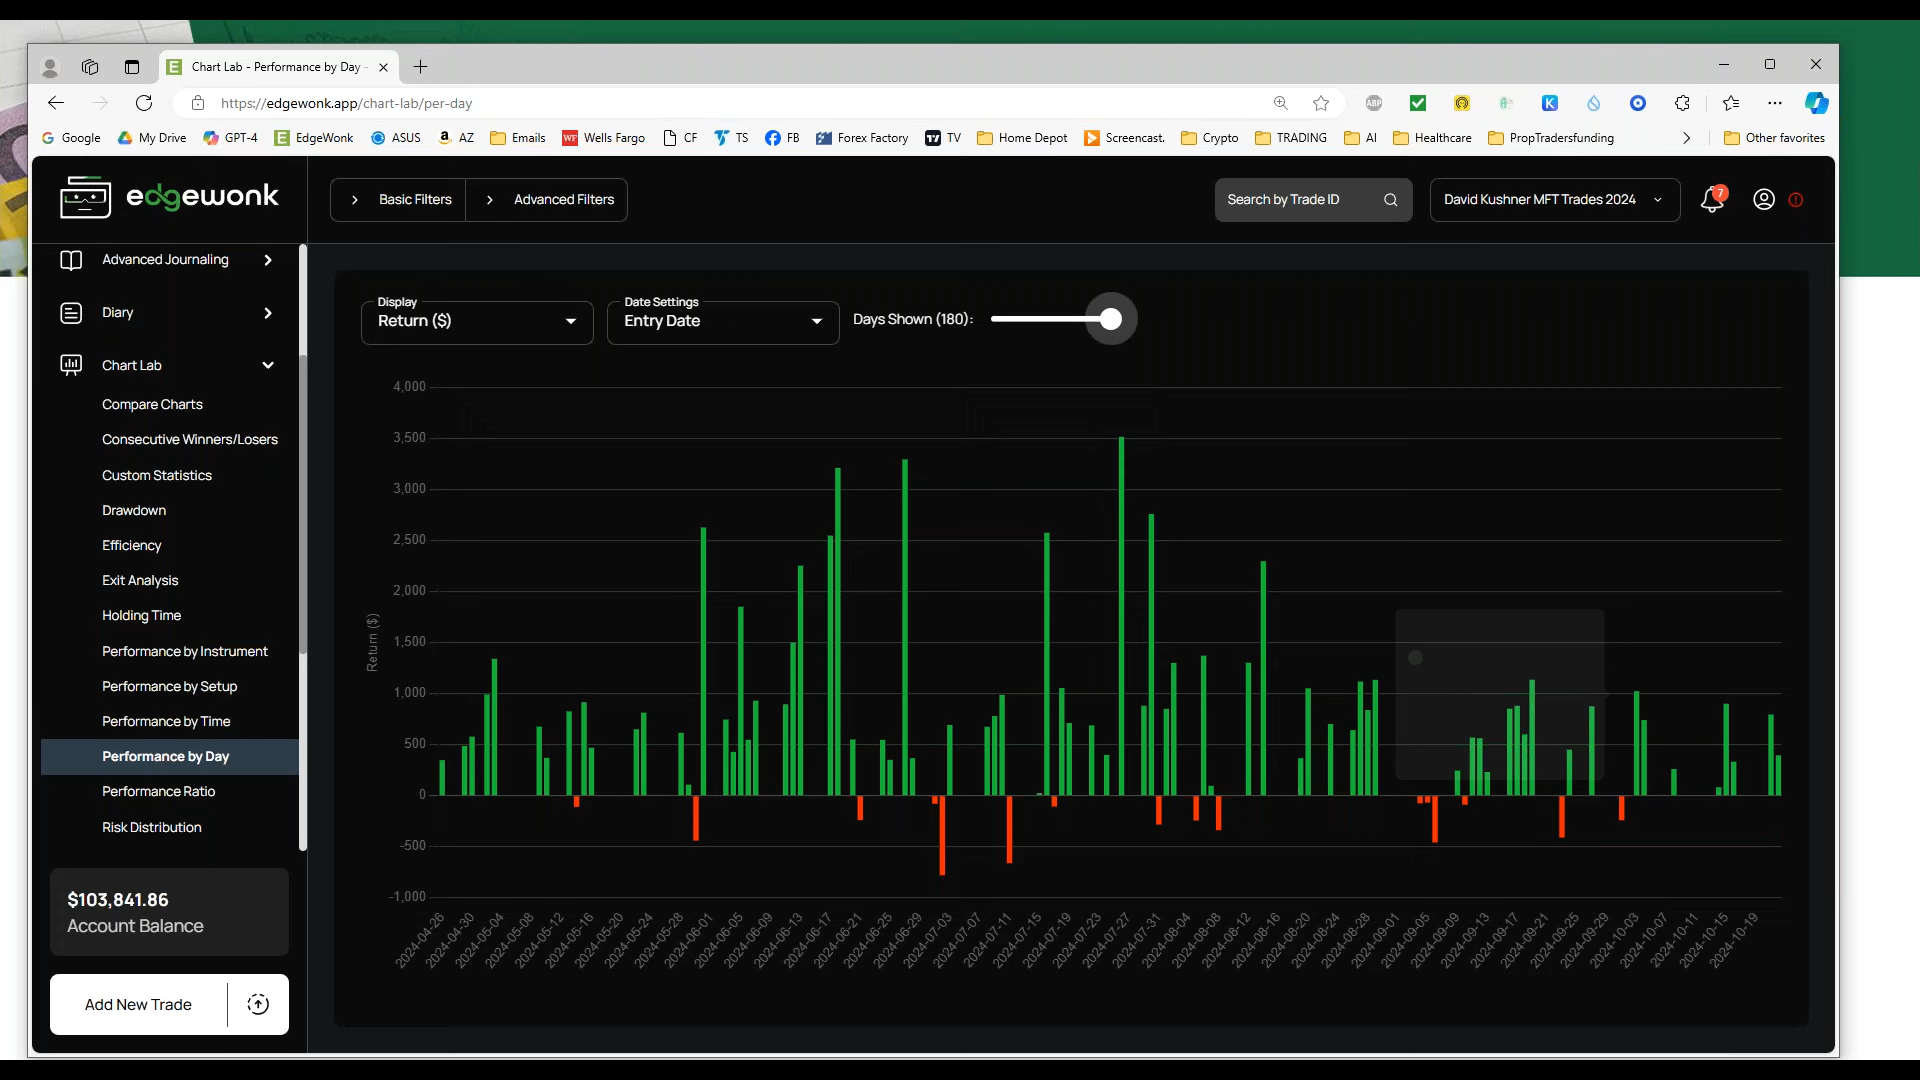 Chart Lab - Performance by Day -
https://edgewonk.app/chart-lab/per-day
ABP
K
Google
My Drive
GPT-4
EdgeWonk
ASUS
AZ
Emails
WF
Wells Fargo
CF
TS
FB
Forex Factory
TV
Home Depot
Screencast.
Crypto
TRADING
AI
Healthcare
PropTradersfunding
Other favorites
edgewonk
Basic Filters
Advanced Filters
Search by Trade ID
David Kushner MFT Trades 2024
7
Advanced Journaling
Diary
Chart Lab
Compare Charts
Consecutive Winners/Losers
Custom Statistics
Drawdown
Efficiency
Exit Analysis
Holding Time
Performance by Instrument
Performance by Setup
Performance by Time
Performance by Day
Performance Ratio
Risk Distribution
$103,841.86
Account Balance
Add New Trade
Display
Return ($)
Date Settings
Entry Date
Days Shown (180):
Return ($)
4,000
3,500
3,000
2,500
2,000
1,500
1,000
500
0
-500
-1,000
2024-04-26
2024-04-30
2024-05-04
2024-05-08
2024-05-12
2024-05-16
2024-05-20
2024-05-24
2024-05-28
2024-06-01
2024-06-05
2024-06-09
2024-06-13
2024-06-17
2024-06-21
2024-06-25
2024-06-29
2024-07-03
2024-07-07
2024-07-11
2024-07-15
2024-07-19
2024-07-23
2024-07-27
2024-07-31
2024-08-04
2024-08-08
2024-08-12
2024-08-16
2024-08-20
2024-08-24
2024-08-28
2024-09-01
2024-09-05
2024-09-09
2024-09-13
2024-09-17
2024-09-21
2024-09-25
2024-09-29
2024-10-03
2024-10-07
2024-10-11
2024-10-15
2024-10-19